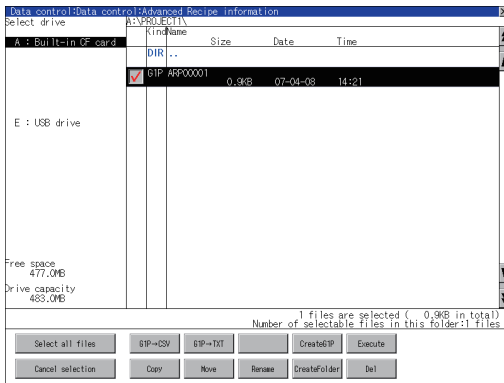 Data control:Data control:Advanced Recipe information
Select drive A:\PROJECT1\
Kind Name
A : Built-in CF card Size Date Time
DIR ..
G1P ARP00001
0.9KB 07-04-08 14:21
E : USB drive
Free space
477.0MB
Drive capacity
483.0MB
1 files are selected ( 0.9KB in total)
Number of selectable files in this folder:1 files
Select all files G1P→CSV G1P→TXT CreateG1P Execute
Cancel selection Copy Move Rename CreateFolder Del